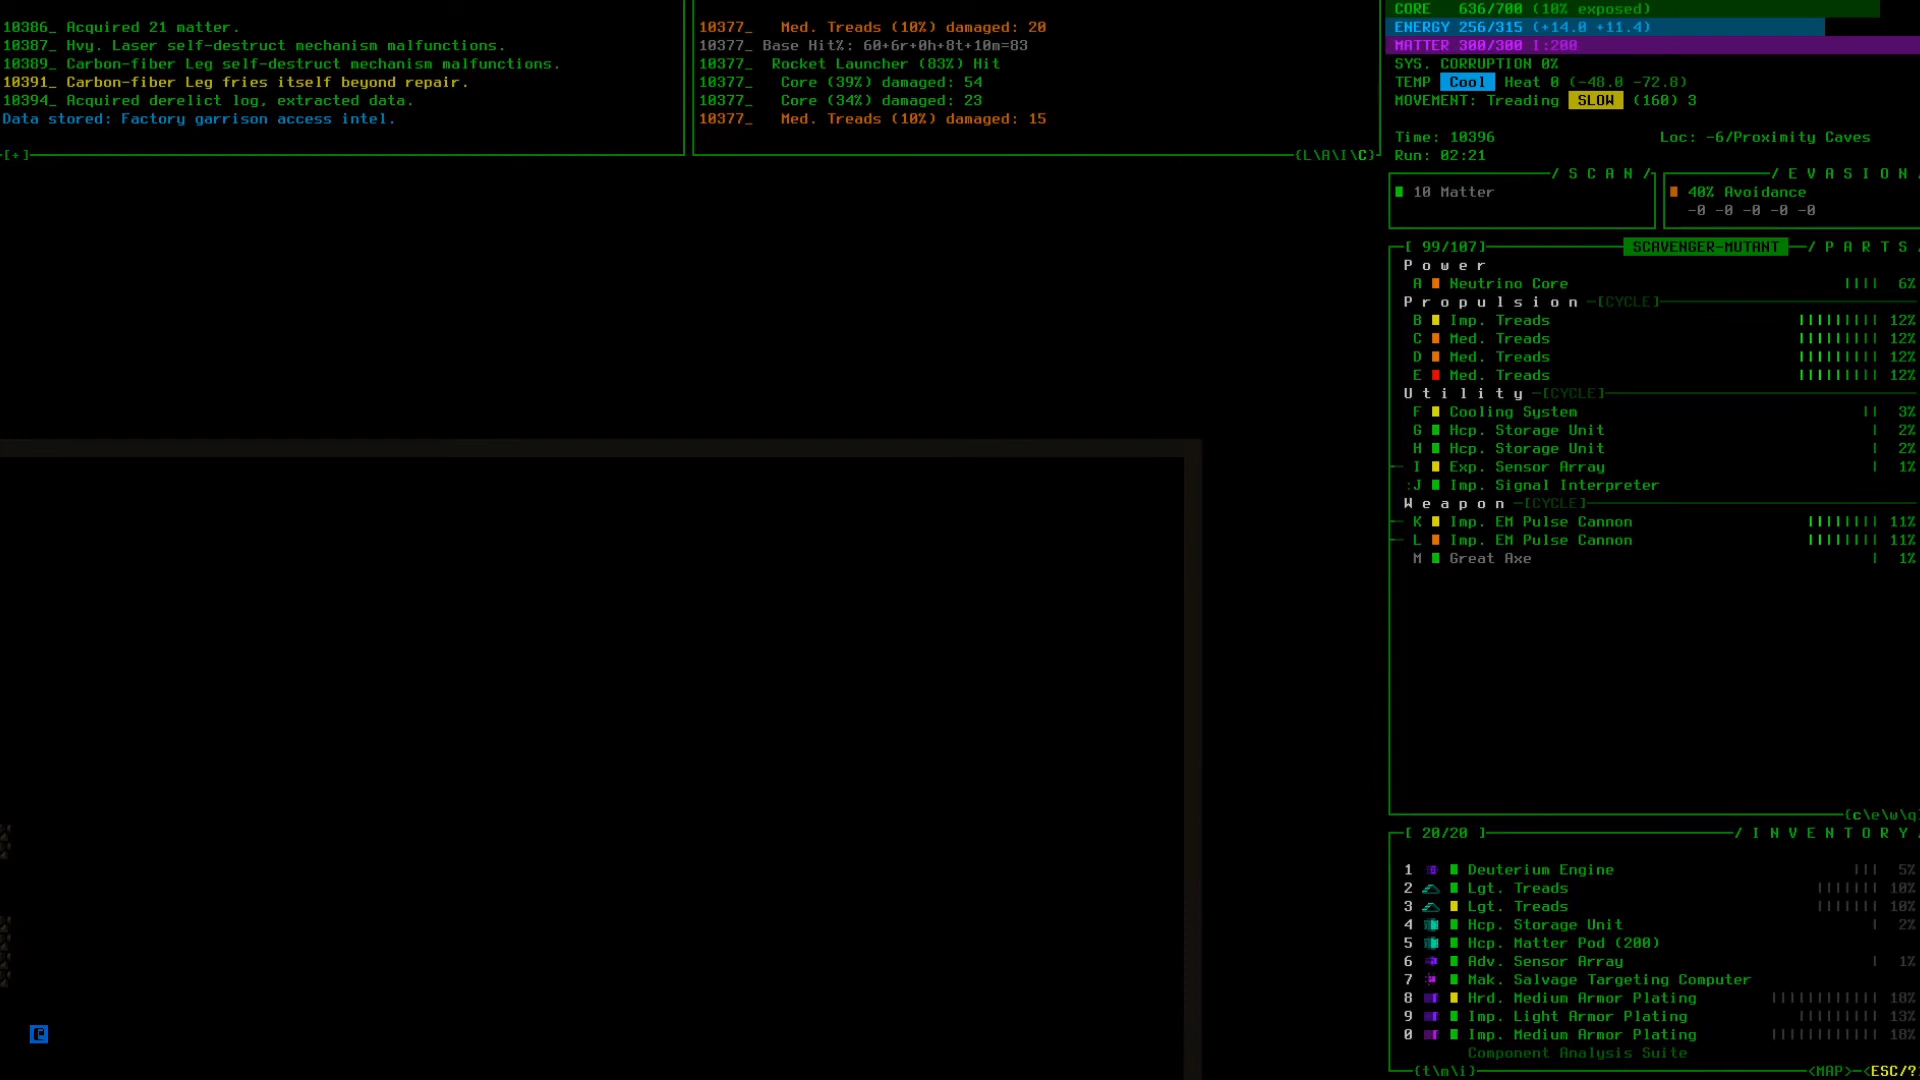 10386_ Acquired 21 matter.
10387_ Hvy. Laser self-destruct mechanism malfunctions.
10389_ Carbon-fiber Leg self-destruct mechanism malfunctions.
10391_ Carbon-fiber Leg fries itself beyond repair.
10394_ Acquired derelict log, extracted data.
Data stored: Factory garrison access intel.
[+]
10377_ Med. Treads (10%) damaged: 20
10377_ Base Hit%: 60+6r+0h+8t+10m=83
10377_ Rocket Launcher (83%) Hit
10377_ Core (39%) damaged: 54
10377_ Core (34%) damaged: 23
10377_ Med. Treads (10%) damaged: 15
(L\A\I\C)
CORE 636/700 (10% exposed)
ENERGY 256/315 (+14.0 +11.4)
MATTER 300/300 I:200
SYS. CORRUPTION 0%
TEMP Cool Heat 0 (-48.0 -72.8)
MOVEMENT: Treading SLOW (160) 3
Time: 10396 Loc: -6/Proximity Caves
Run: 02:21
/ S C A N /
10 Matter
/ E V A S I O N /
40% Avoidance
-0 -0 -0 -0 -0
[ 99/107] SCAVENGER-MUTANT / P A R T S /
P o w e r
A Neutrino Core 6%
P r o p u l s i o n [CYCLE]
B Imp. Treads 12%
C Med. Treads 12%
D Med. Treads 12%
E Med. Treads 12%
U t i l i t y [CYCLE]
F Cooling System 3%
G Hcp. Storage Unit 2%
H Hcp. Storage Unit 2%
I Exp. Sensor Array 1%
:J Imp. Signal Interpreter
W e a p o n [CYCLE]
K Imp. EM Pulse Cannon 11%
L Imp. EM Pulse Cannon 11%
M Great Axe 1%
(c\e\w\q)
[ 20/20 ] / I N V E N T O R Y /
1 Deuterium Engine 5%
2 Lgt. Treads 10%
3 Lgt. Treads 10%
4 Hcp. Storage Unit 2%
5 Hcp. Matter Pod (200)
6 Adv. Sensor Array 1%
7 Mak. Salvage Targeting Computer
8 Hrd. Medium Armor Plating 18%
9 Imp. Light Armor Plating 13%
0 Imp. Medium Armor Plating 18%
Component Analysis Suite
(t\m\i) <MAP> <ESC/?